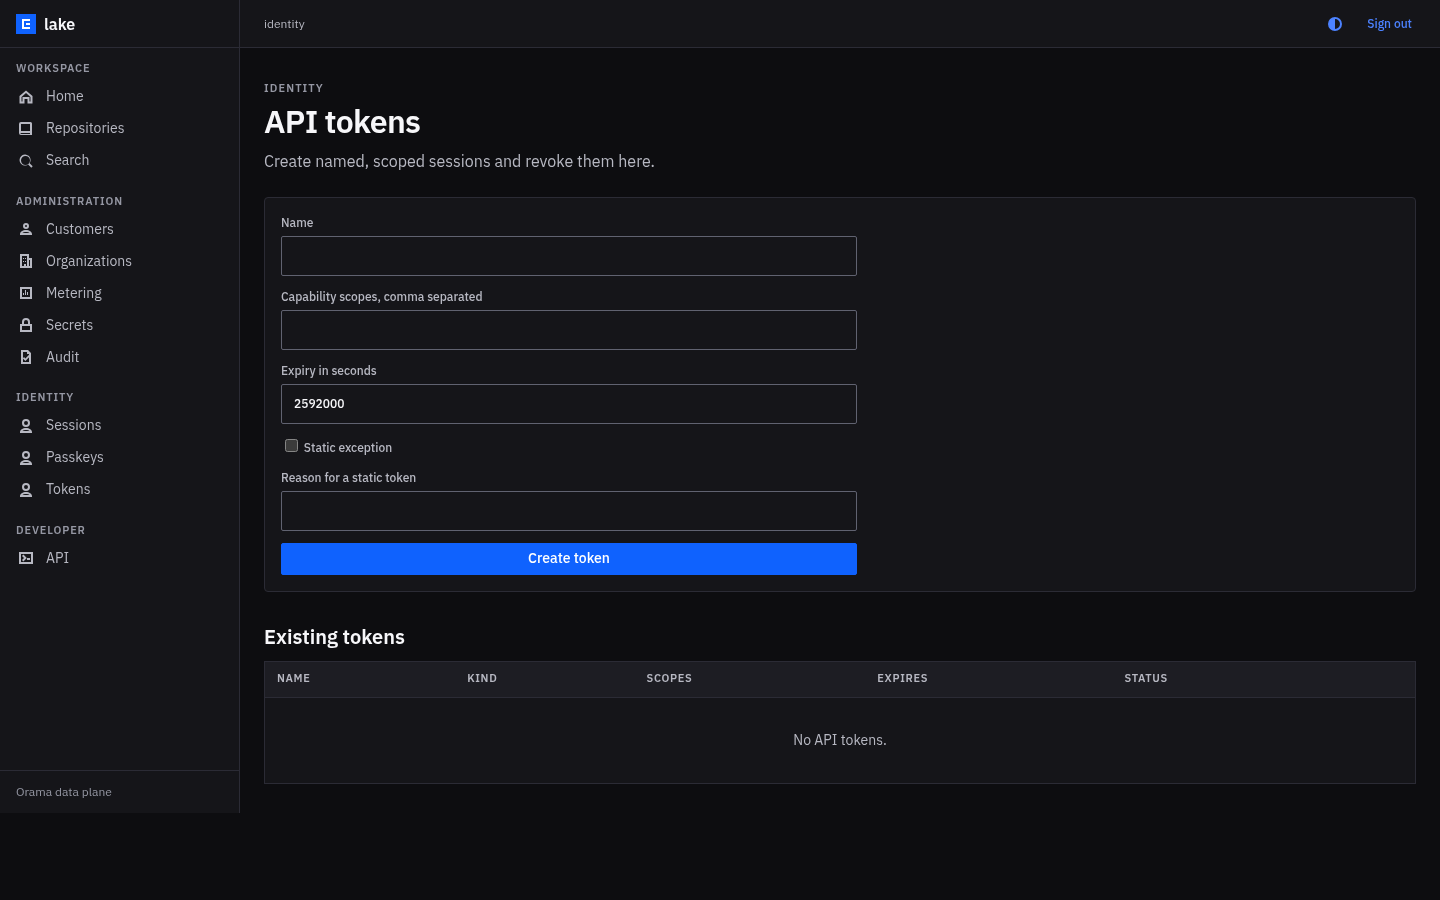 lake
identity
Sign out
WORKSPACE
Home
Repositories
Search
ADMINISTRATION
Customers
Organizations
Metering
Secrets
Audit
IDENTITY
Sessions
Passkeys
Tokens
DEVELOPER
API
Orama data plane
IDENTITY
API tokens
Create named, scoped sessions and revoke them here.
Name
Capability scopes, comma separated
Expiry in seconds
2592000
Static exception
Reason for a static token
Create token
Existing tokens
NAME KIND SCOPES EXPIRES STATUS
No API tokens.